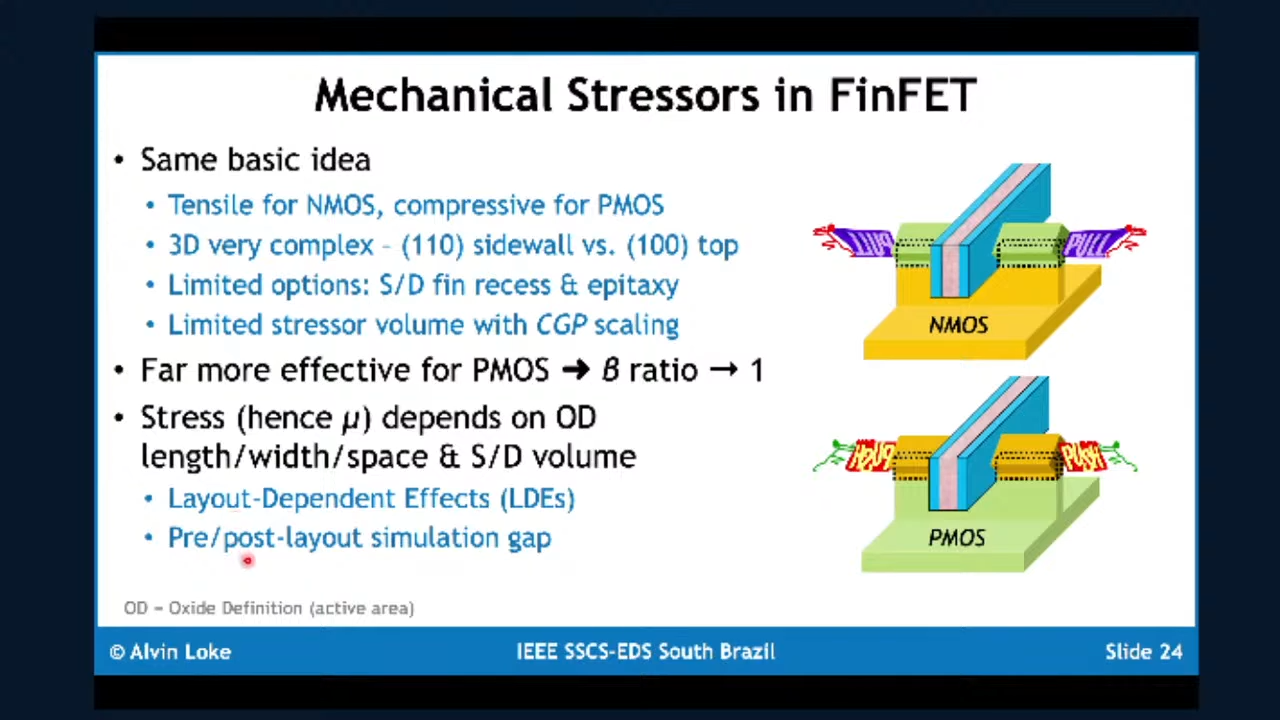 Mechanical Stressors in FinFET
• Same basic idea
• Tensile for NMOS, compressive for PMOS
• 3D very complex – (110) sidewall vs. (100) top
• Limited options: S/D fin recess & epitaxy
• Limited stressor volume with CGP scaling
• Far more effective for PMOS ➔ β ratio → 1
• Stress (hence μ) depends on OD
length/width/space & S/D volume
• Layout-Dependent Effects (LDEs)
• Pre/post-layout simulation gap
PULL
PULL
NMOS
PUSH
PUSH
PMOS
OD = Oxide Definition (active area)
© Alvin Loke
IEEE SSCS-EDS South Brazil
Slide 24